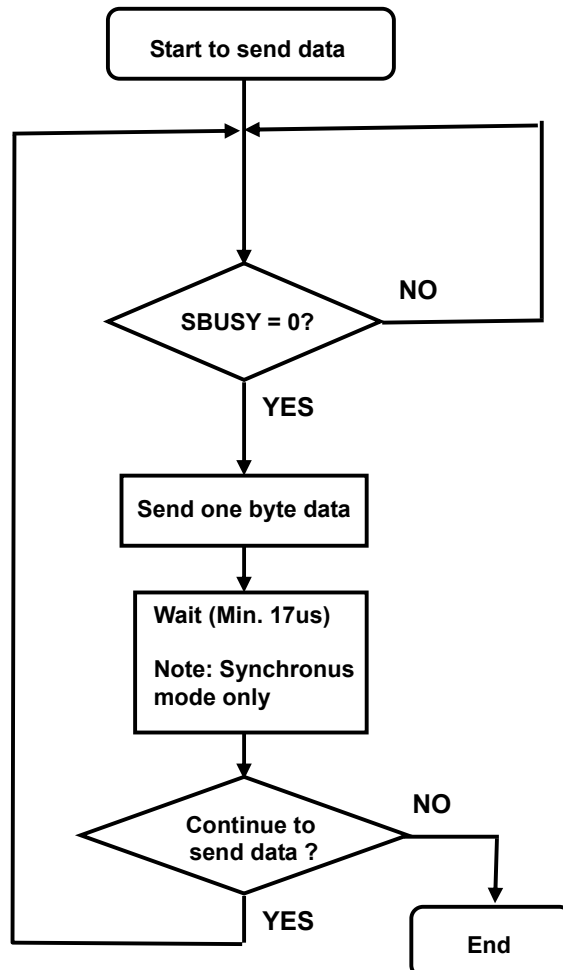 Start to send data
NO
SBUSY = 0?
YES
Send one byte data
Wait (Min. 17us)
Note: Synchronus
mode only
NO
Continue to
send data ?
YES
End